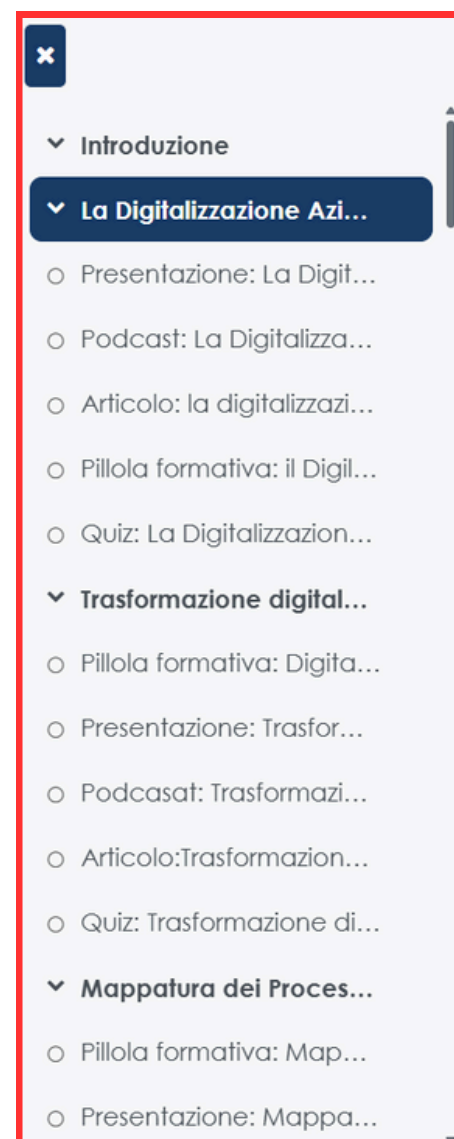 Introduzione
La Digitalizzazione Azi...
Presentazione: La Digit...
Podcast: La Digitalizza...
Articolo: la digitalizzazi...
Pillola formativa: il Digil...
Quiz: La Digitalizzazion...
Trasformazione digital...
Pillola formativa: Digita...
Presentazione: Trasfor...
Podcasat: Trasformazi...
Articolo:Trasformazion...
Quiz: Trasformazione di...
Mappatura dei Proces...
Pillola formativa: Map...
Presentazione: Mappa...